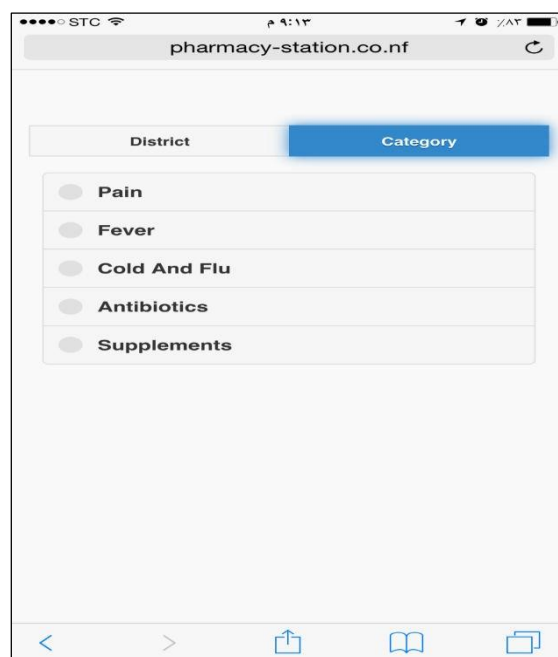 STC ٩:١٣ م ٪٨٣
pharmacy-station.co.nf
District Category
Pain
Fever
Cold And Flu
Antibiotics
Supplements